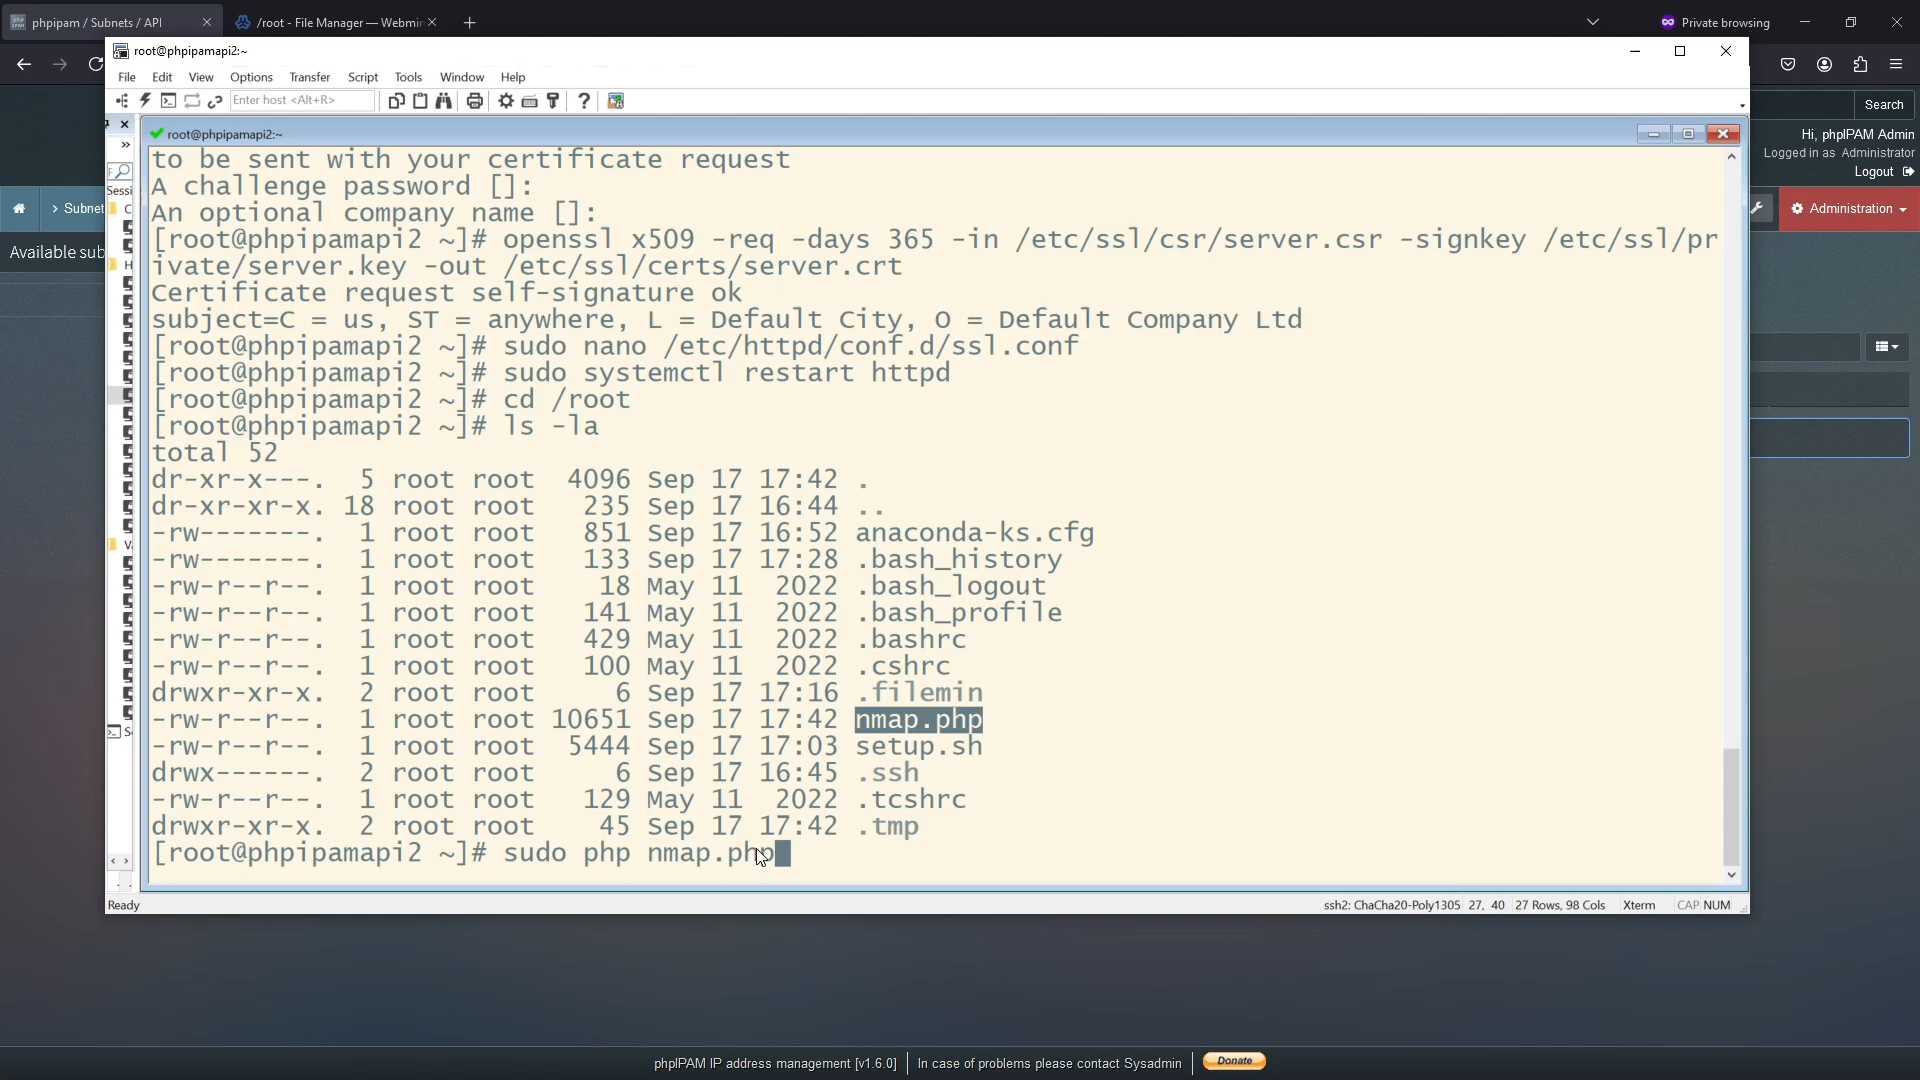 phpipam / Subnets / API
/root - File Manager — Webmin
Private browsing
root@phpipamapi2:~
File Edit View Options Transfer Script Tools Window Help
Enter host <Alt+R>
Search
root@phpipamapi2:~
Hi, phpIPAM Admin
Logged in as Administrator
Logout
Sessi
Subnet
Administration
Available sub
to be sent with your certificate request
A challenge password []:
An optional company name []:
[root@phpipamapi2 ~]# openssl x509 -req -days 365 -in /etc/ssl/csr/server.csr -signkey /etc/ssl/pr
ivate/server.key -out /etc/ssl/certs/server.crt
Certificate request self-signature ok
subject=C = us, ST = anywhere, L = Default City, O = Default Company Ltd
[root@phpipamapi2 ~]# sudo nano /etc/httpd/conf.d/ssl.conf
[root@phpipamapi2 ~]# sudo systemctl restart httpd
[root@phpipamapi2 ~]# cd /root
[root@phpipamapi2 ~]# ls -la
total 52
dr-xr-x---. 5 root root 4096 Sep 17 17:42 .
dr-xr-xr-x. 18 root root 235 Sep 17 16:44 ..
-rw-------. 1 root root 851 Sep 17 16:52 anaconda-ks.cfg
-rw-------. 1 root root 133 Sep 17 17:28 .bash_history
-rw-r--r--. 1 root root 18 May 11 2022 .bash_logout
-rw-r--r--. 1 root root 141 May 11 2022 .bash_profile
-rw-r--r--. 1 root root 429 May 11 2022 .bashrc
-rw-r--r--. 1 root root 100 May 11 2022 .cshrc
drwxr-xr-x. 2 root root 6 Sep 17 17:16 .filemin
-rw-r--r--. 1 root root 10651 Sep 17 17:42 nmap.php
-rw-r--r--. 1 root root 5444 Sep 17 17:03 setup.sh
drwx------. 2 root root 6 Sep 17 16:45 .ssh
-rw-r--r--. 1 root root 129 May 11 2022 .tcshrc
drwxr-xr-x. 2 root root 45 Sep 17 17:42 .tmp
[root@phpipamapi2 ~]# sudo php nmap.php
Ready
ssh2: ChaCha20-Poly1305 27, 40 27 Rows, 98 Cols Xterm CAP NUM
phpIPAM IP address management [v1.6.0] In case of problems please contact Sysadmin Donate